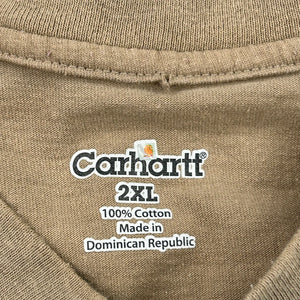 Carhartt®
2XL
100% Cotton
Made in
Dominican Republic